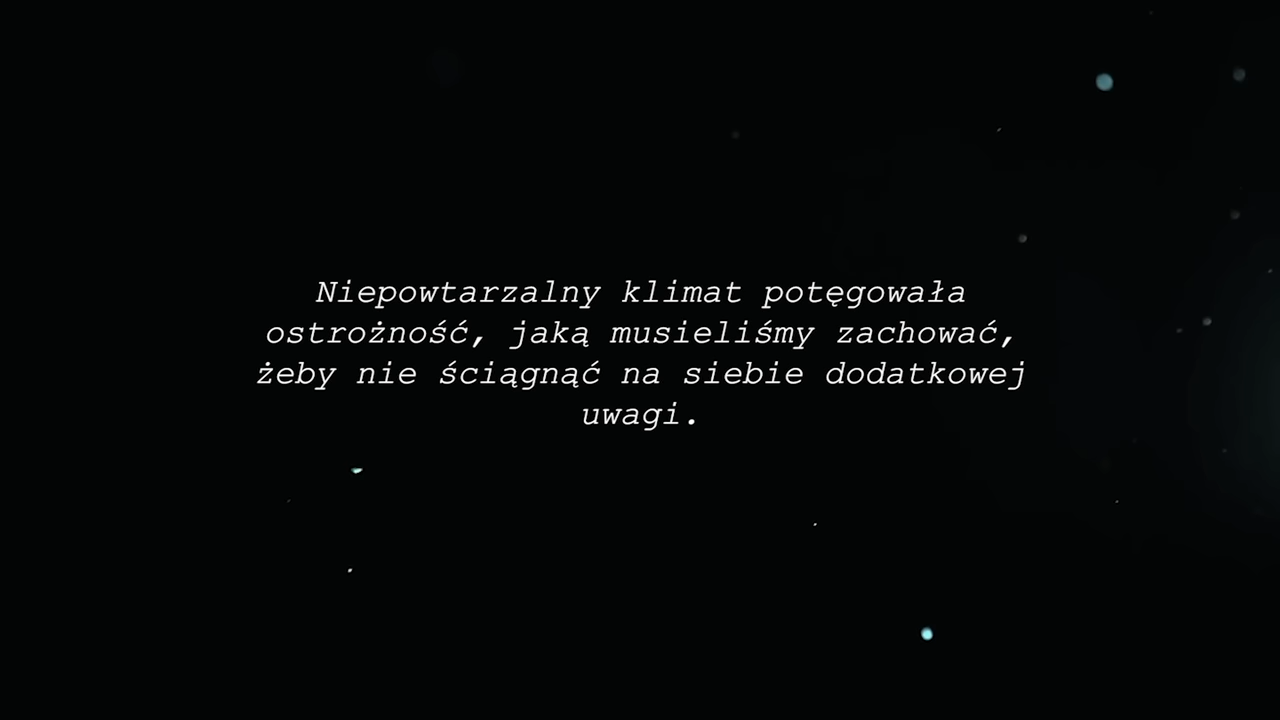 Niepowtarzalny klimat potęgowała
ostrożność, jaką musieliśmy zachować,
żeby nie ściągnąć na siebie dodatkowej
uwagi.